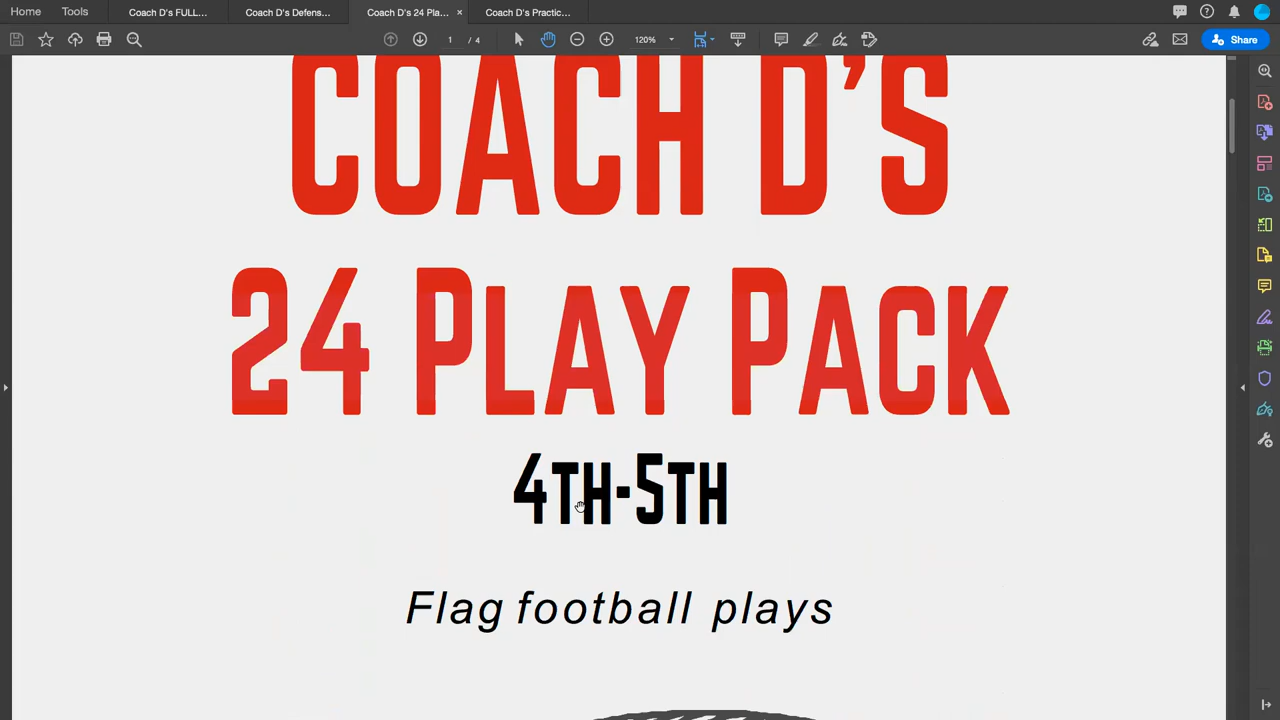 Home Tools Coach D's FULL... Coach D's Defens... Coach D's 24 Pla... × Coach D's Practic...
1 / 4 120% Share
COACH D'S
24 PLAY PACK
4TH-5TH
Flag football plays